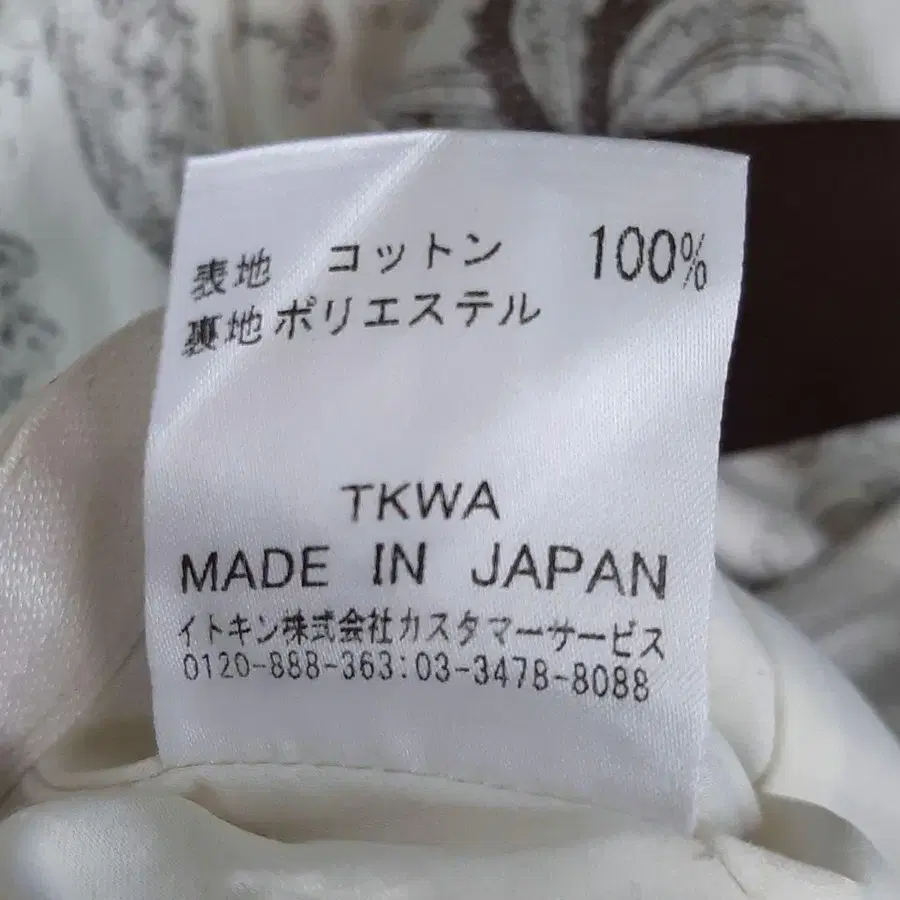 表地 コットン 100%
裏地 ポリエステル
TKWA
MADE IN JAPAN
イトキン株式会社カスタマーサービス
0120-888-363:03-3478-8088